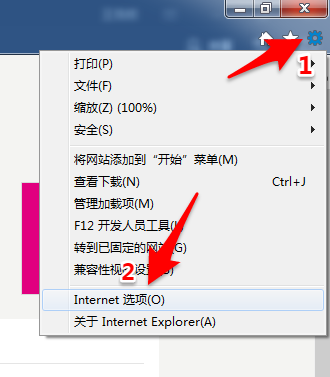 1
打印(P)
文件(F)
缩放(Z) (100%)
安全(S)
将网站添加到“开始”菜单(M)
查看下载(N) Ctrl+J
管理加载项(M)
F12 开发人员工具(L)
转到已固定的网站(G)
兼容性视图设置(B)
2
Internet 选项(O)
关于 Internet Explorer(A)